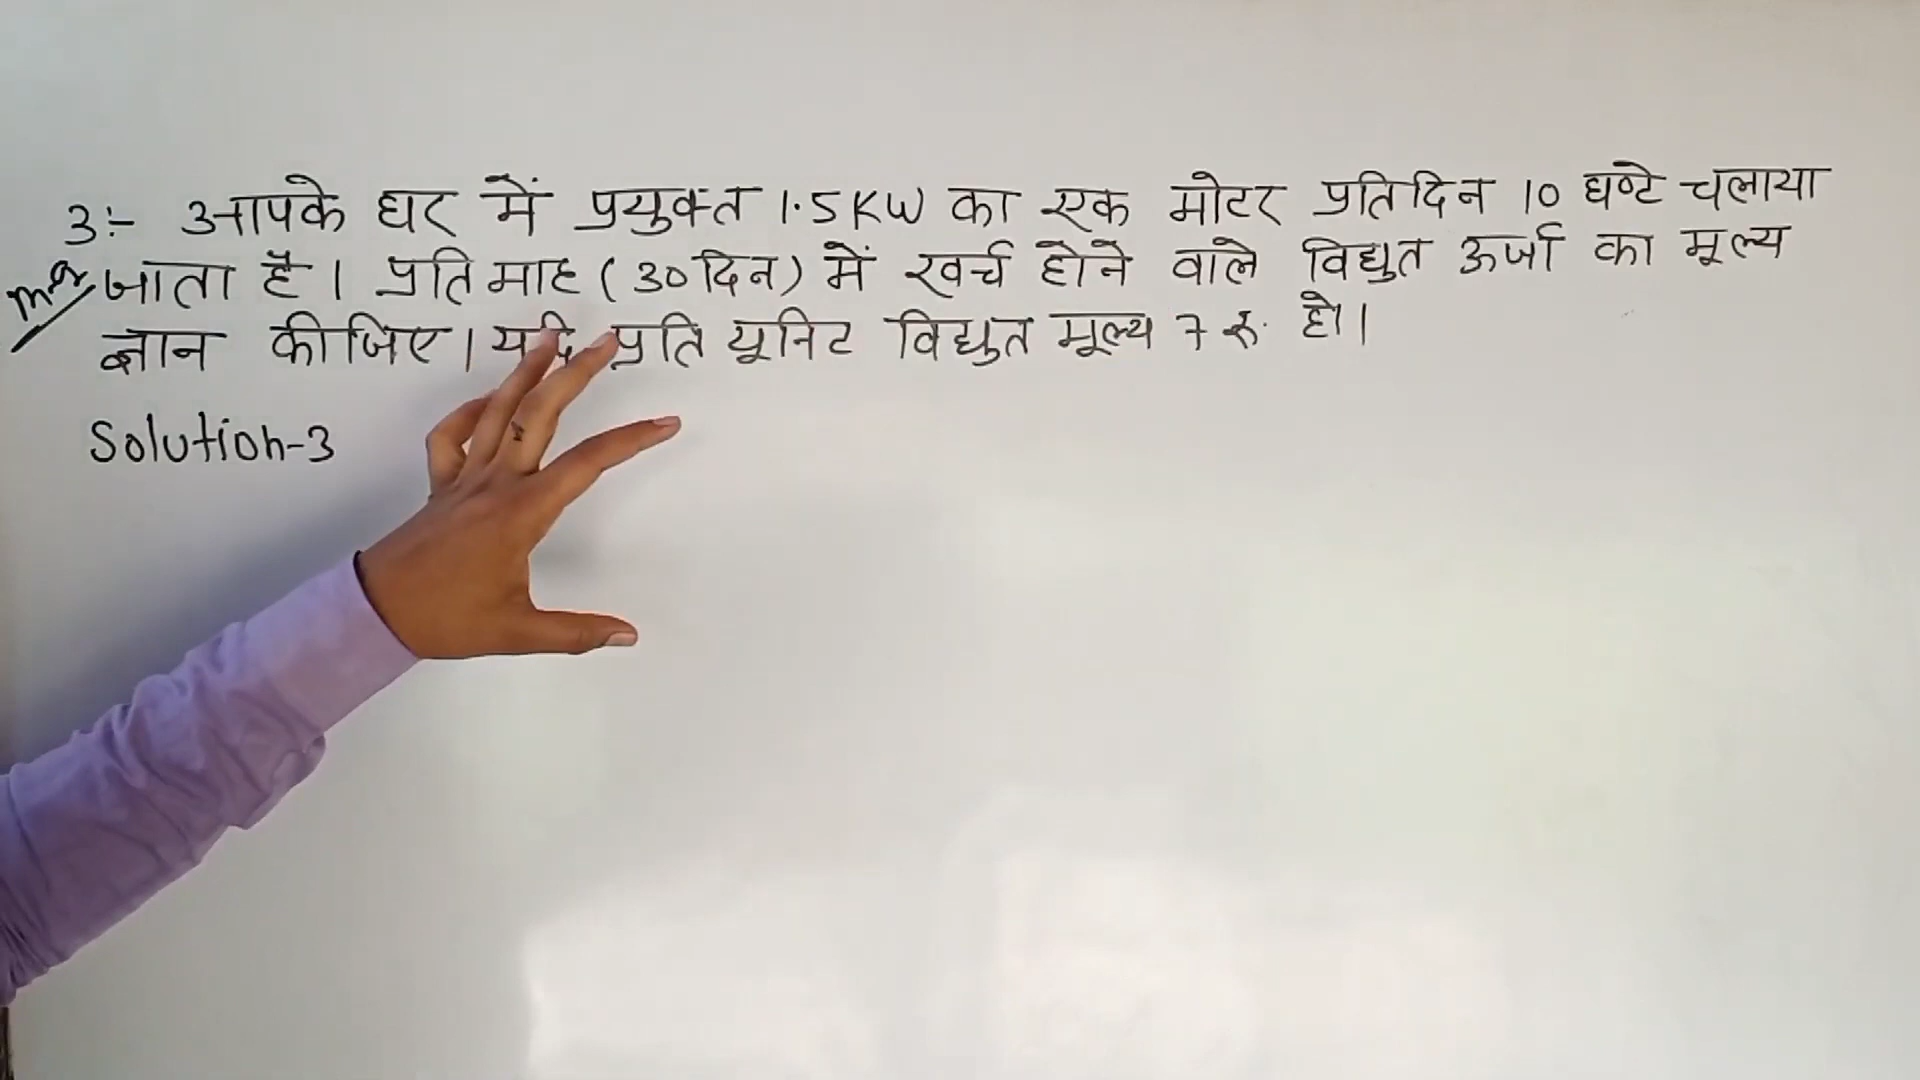 3:- आपके घर में प्रयुक्त 1.5KW का एक मोटर प्रतिदिन 10 घण्टे चलाया
जाता है। प्रति माह (30 दिन) में खर्च होने वाले विद्युत ऊर्जा का मूल्य
ज्ञान कीजिए। यदि प्रति यूनिट विद्युत मूल्य 7 रु. हो।
Solution-3